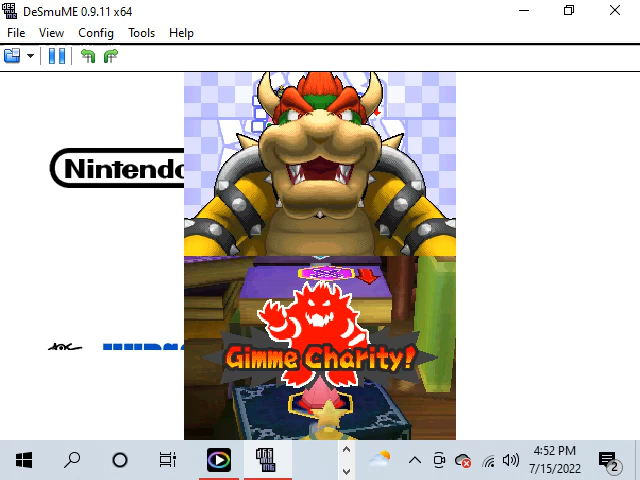 DeSmuME 0.9.11 x64
File View Config Tools Help
Nintendo
Gimme Charity!
4:52 PM
7/15/2022
2